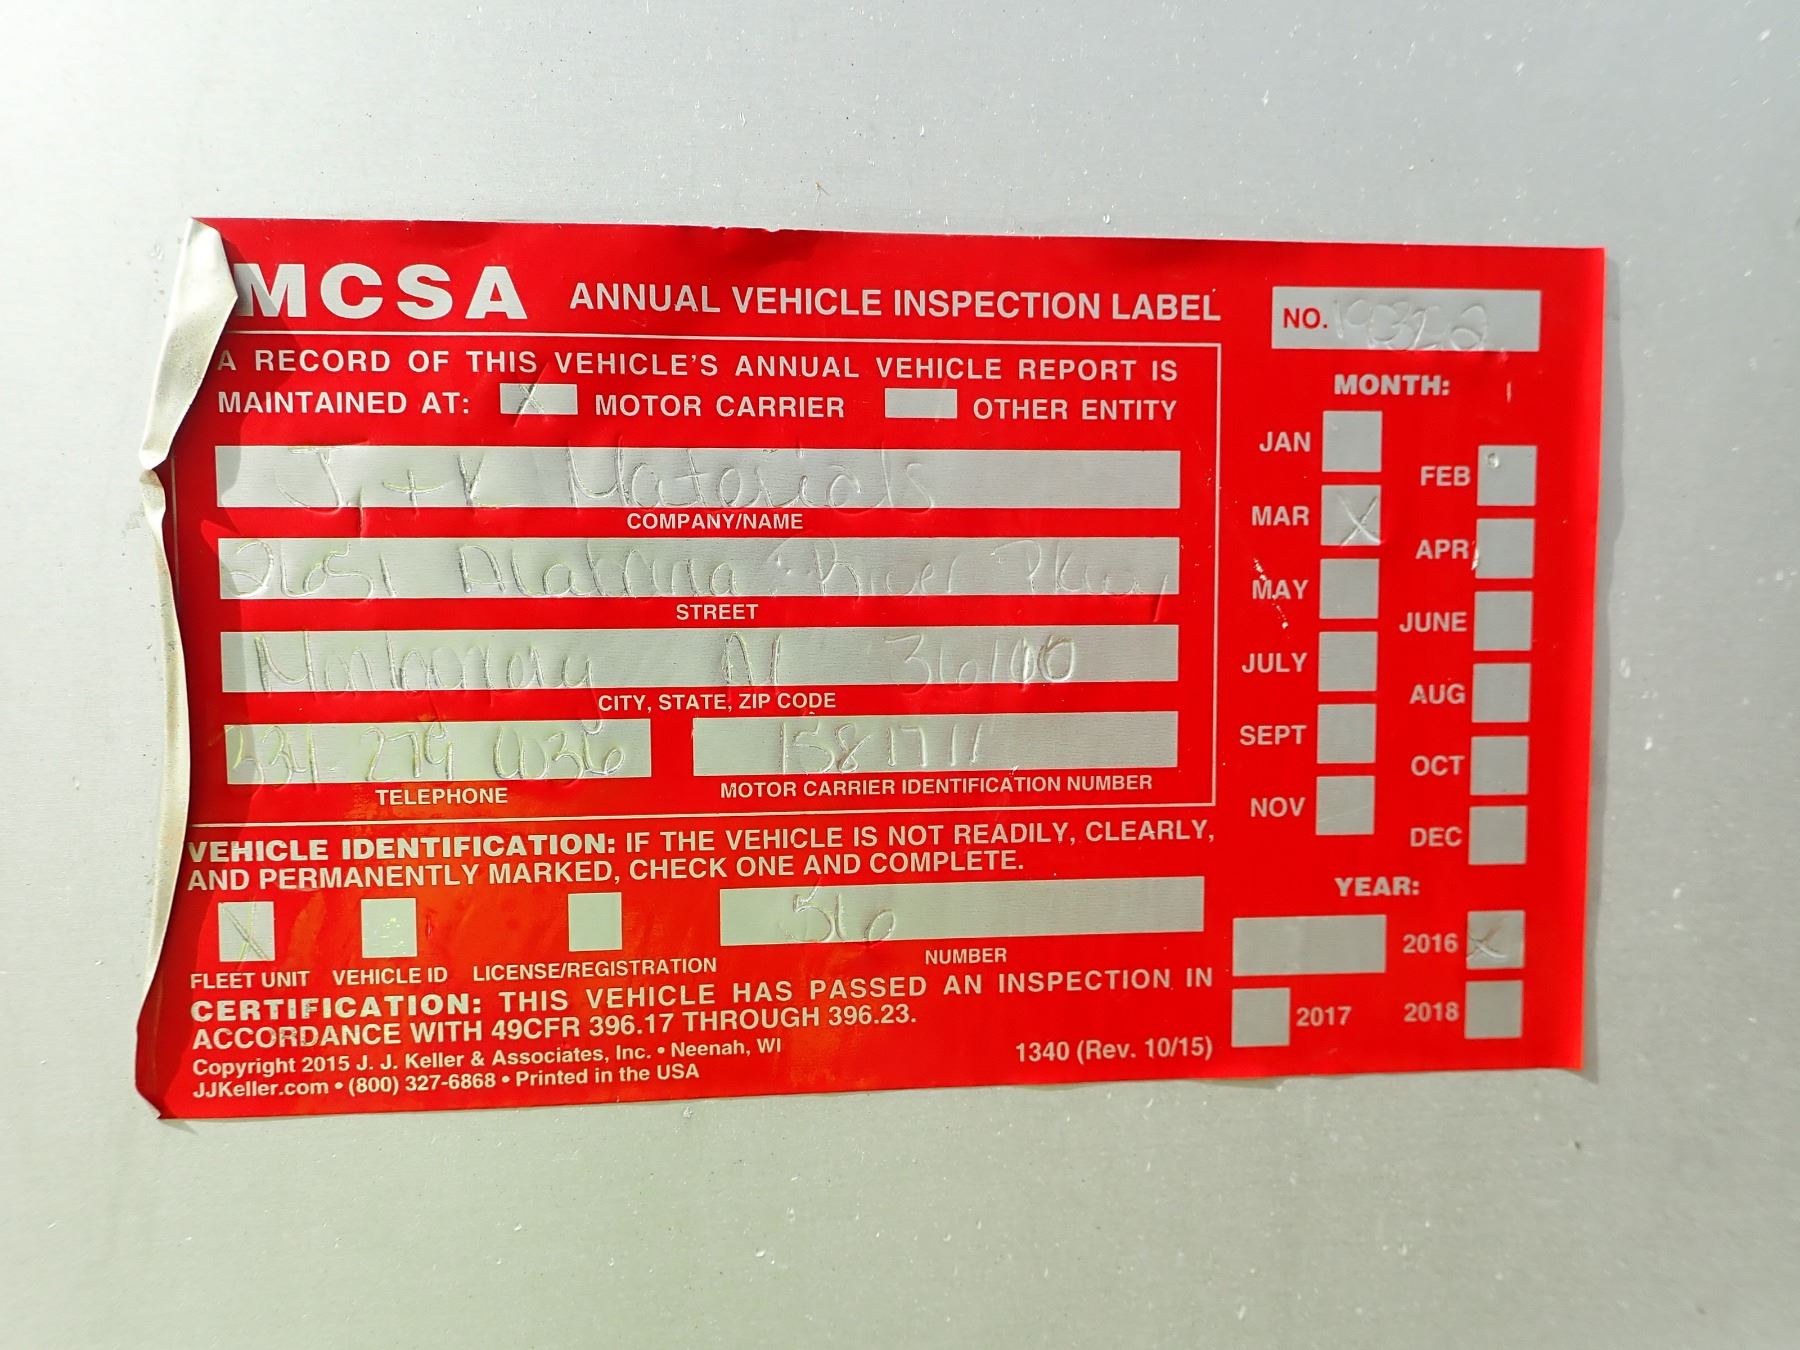 MCSA ANNUAL VEHICLE INSPECTION LABEL
NO.
A RECORD OF THIS VEHICLE'S ANNUAL VEHICLE REPORT IS
MAINTAINED AT: X MOTOR CARRIER OTHER ENTITY
J + K Materials
COMPANY/NAME
2651 Alabama River Pkwy
STREET
Montgomery Al
CITY, STATE, ZIP CODE
334 279 1581711
TELEPHONE MOTOR CARRIER IDENTIFICATION NUMBER
VEHICLE IDENTIFICATION: IF THE VEHICLE IS NOT READILY, CLEARLY,
AND PERMANENTLY MARKED, CHECK ONE AND COMPLETE.
X
FLEET UNIT VEHICLE ID LICENSE/REGISTRATION NUMBER
CERTIFICATION: THIS VEHICLE HAS PASSED AN INSPECTION IN
ACCORDANCE WITH 49CFR 396.17 THROUGH 396.23.
Copyright 2015 J. J. Keller & Associates, Inc. • Neenah, WI
JJKeller.com • (800) 327-6868 • Printed in the USA
1340 (Rev. 10/15)
MONTH:
JAN
FEB
MAR X
APR
MAY
JUNE
JULY
AUG
SEPT
OCT
NOV
DEC
YEAR:
2016 X
2017 2018